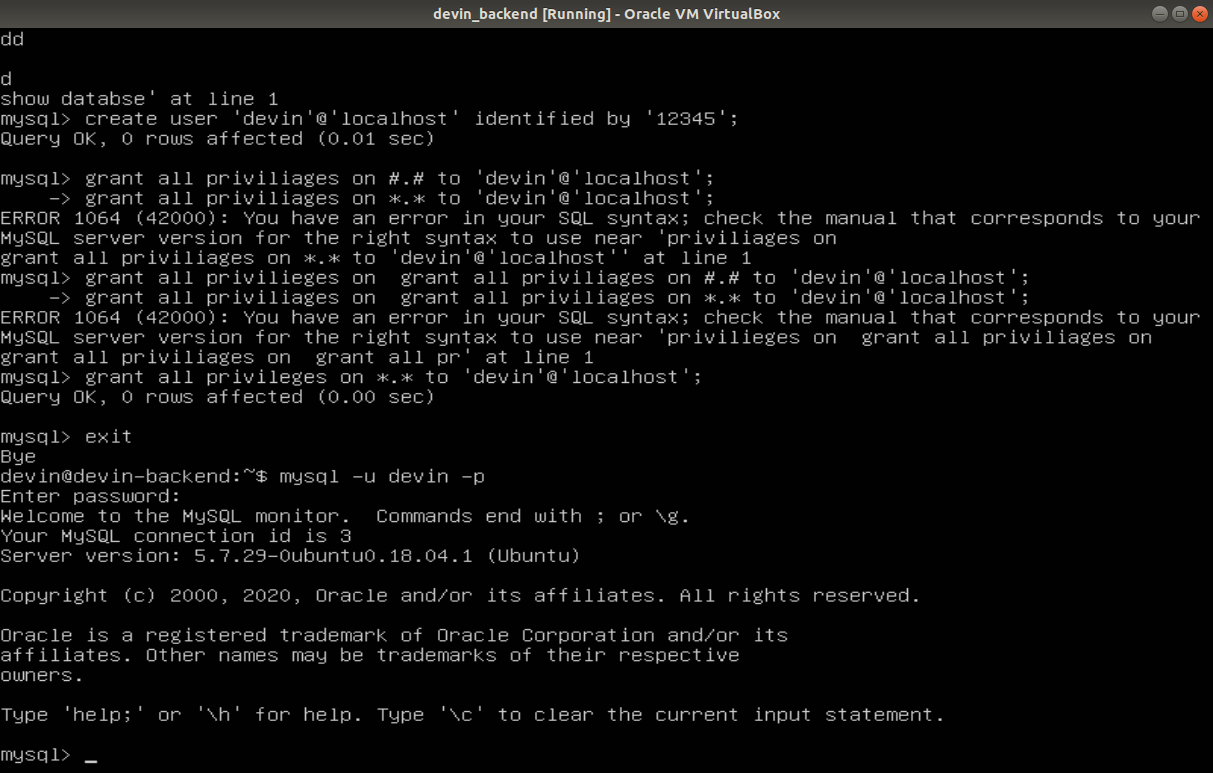 devin_backend [Running] - Oracle VM VirtualBox
dd
d
show databse' at line 1
mysql> create user 'devin'@'localhost' identified by '12345';
Query OK, 0 rows affected (0.01 sec)
mysql> grant all priviliages on #.# to 'devin'@'localhost';
    -> grant all priviliages on *.* to 'devin'@'localhost';
ERROR 1064 (42000): You have an error in your SQL syntax; check the manual that corresponds to your
MySQL server version for the right syntax to use near 'priviliages on
grant all priviliages on *.* to 'devin'@'localhost'' at line 1
mysql> grant all privilieges on  grant all priviliages on #.# to 'devin'@'localhost';
    -> grant all priviliages on  grant all priviliages on *.* to 'devin'@'localhost';
ERROR 1064 (42000): You have an error in your SQL syntax; check the manual that corresponds to your
MySQL server version for the right syntax to use near 'privilieges on  grant all priviliages on
grant all priviliages on  grant all pr' at line 1
mysql> grant all privileges on *.* to 'devin'@'localhost';
Query OK, 0 rows affected (0.00 sec)
mysql> exit
Bye
devin@devin-backend:~$ mysql -u devin -p
Enter password:
Welcome to the MySQL monitor.  Commands end with ; or \g.
Your MySQL connection id is 3
Server version: 5.7.29-0ubuntu0.18.04.1 (Ubuntu)
Copyright (c) 2000, 2020, Oracle and/or its affiliates. All rights reserved.
Oracle is a registered trademark of Oracle Corporation and/or its
affiliates. Other names may be trademarks of their respective
owners.
Type 'help;' or '\h' for help. Type '\c' to clear the current input statement.
mysql> _